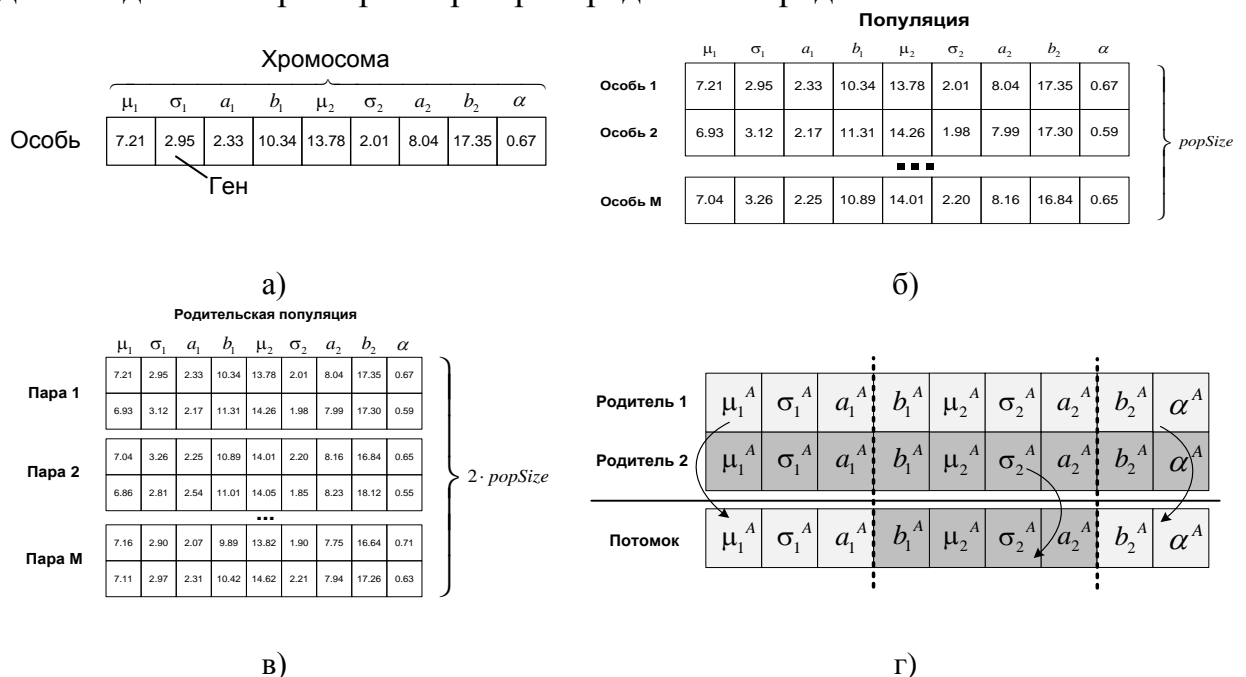 Хромосома
μ₁ σ₁ a₁ b₁ μ₂ σ₂ a₂ b₂ α
Особь 7.21 2.95 2.33 10.34 13.78 2.01 8.04 17.35 0.67
Ген
а)
Популяция
μ₁ σ₁ a₁ b₁ μ₂ σ₂ a₂ b₂ α
Особь 1 7.21 2.95 2.33 10.34 13.78 2.01 8.04 17.35 0.67
Особь 2 6.93 3.12 2.17 11.31 14.26 1.98 7.99 17.30 0.59
...
Особь M 7.04 3.26 2.25 10.89 14.01 2.20 8.16 16.84 0.65
popSize
б)
Родительская популяция
μ₁ σ₁ a₁ b₁ μ₂ σ₂ a₂ b₂ α
Пара 1
7.21 2.95 2.33 10.34 13.78 2.01 8.04 17.35 0.67
6.93 3.12 2.17 11.31 14.26 1.98 7.99 17.30 0.59
Пара 2
7.04 3.26 2.25 10.89 14.01 2.20 8.16 16.84 0.65
6.86 2.81 2.54 11.01 14.05 1.85 8.23 18.12 0.55
...
Пара M
7.16 2.90 2.07 9.89 13.82 1.90 7.75 16.64 0.71
7.11 2.97 2.31 10.42 14.62 2.21 7.94 17.26 0.63
2 · popSize
в)
Родитель 1 μ₁ᴬ σ₁ᴬ a₁ᴬ b₁ᴬ μ₂ᴬ σ₂ᴬ a₂ᴬ b₂ᴬ αᴬ
Родитель 2 μ₁ᴬ σ₁ᴬ a₁ᴬ b₁ᴬ μ₂ᴬ σ₂ᴬ a₂ᴬ b₂ᴬ αᴬ
Потомок μ₁ᴬ σ₁ᴬ a₁ᴬ b₁ᴬ μ₂ᴬ σ₂ᴬ a₂ᴬ b₂ᴬ αᴬ
г)